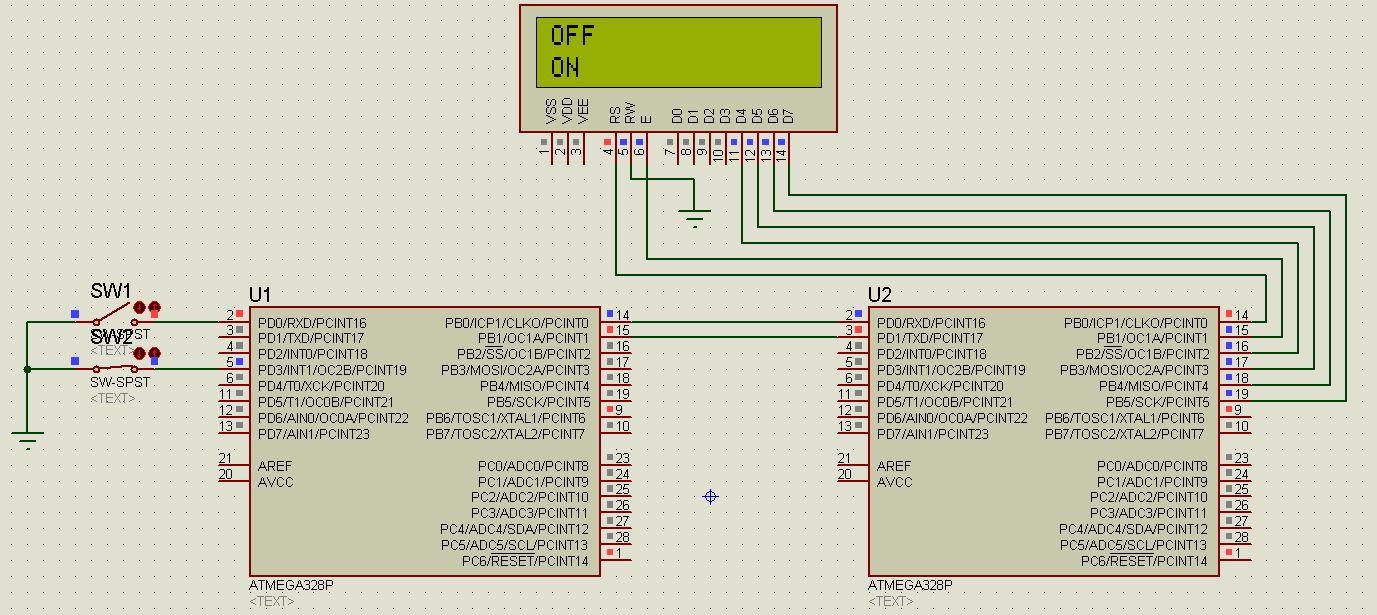 OFF
ON
VSS
VDD
VEE
RS
RW
E
D0
D1
D2
D3
D4
D5
D6
D7
1
2
3
4
5
6
7
8
9
10
11
12
13
14
SW1
SW-SPST
<TEXT>
SW2
SW-SPST
<TEXT>
U1
2 PD0/RXD/PCINT16 PB0/ICP1/CLKO/PCINT0 14
3 PD1/TXD/PCINT17 PB1/OC1A/PCINT1 15
4 PD2/INT0/PCINT18 PB2/SS/OC1B/PCINT2 16
5 PD3/INT1/OC2B/PCINT19 PB3/MOSI/OC2A/PCINT3 17
6 PD4/T0/XCK/PCINT20 PB4/MISO/PCINT4 18
11 PD5/T1/OC0B/PCINT21 PB5/SCK/PCINT5 19
12 PD6/AIN0/OC0A/PCINT22 PB6/TOSC1/XTAL1/PCINT6 9
13 PD7/AIN1/PCINT23 PB7/TOSC2/XTAL2/PCINT7 10
21 AREF PC0/ADC0/PCINT8 23
20 AVCC PC1/ADC1/PCINT9 24
PC2/ADC2/PCINT10 25
PC3/ADC3/PCINT11 26
PC4/ADC4/SDA/PCINT12 27
PC5/ADC5/SCL/PCINT13 28
PC6/RESET/PCINT14 1
ATMEGA328P
<TEXT>
U2
2 PD0/RXD/PCINT16 PB0/ICP1/CLKO/PCINT0 14
3 PD1/TXD/PCINT17 PB1/OC1A/PCINT1 15
4 PD2/INT0/PCINT18 PB2/SS/OC1B/PCINT2 16
5 PD3/INT1/OC2B/PCINT19 PB3/MOSI/OC2A/PCINT3 17
6 PD4/T0/XCK/PCINT20 PB4/MISO/PCINT4 18
11 PD5/T1/OC0B/PCINT21 PB5/SCK/PCINT5 19
12 PD6/AIN0/OC0A/PCINT22 PB6/TOSC1/XTAL1/PCINT6 9
13 PD7/AIN1/PCINT23 PB7/TOSC2/XTAL2/PCINT7 10
21 AREF PC0/ADC0/PCINT8 23
20 AVCC PC1/ADC1/PCINT9 24
PC2/ADC2/PCINT10 25
PC3/ADC3/PCINT11 26
PC4/ADC4/SDA/PCINT12 27
PC5/ADC5/SCL/PCINT13 28
PC6/RESET/PCINT14 1
ATMEGA328P
<TEXT>